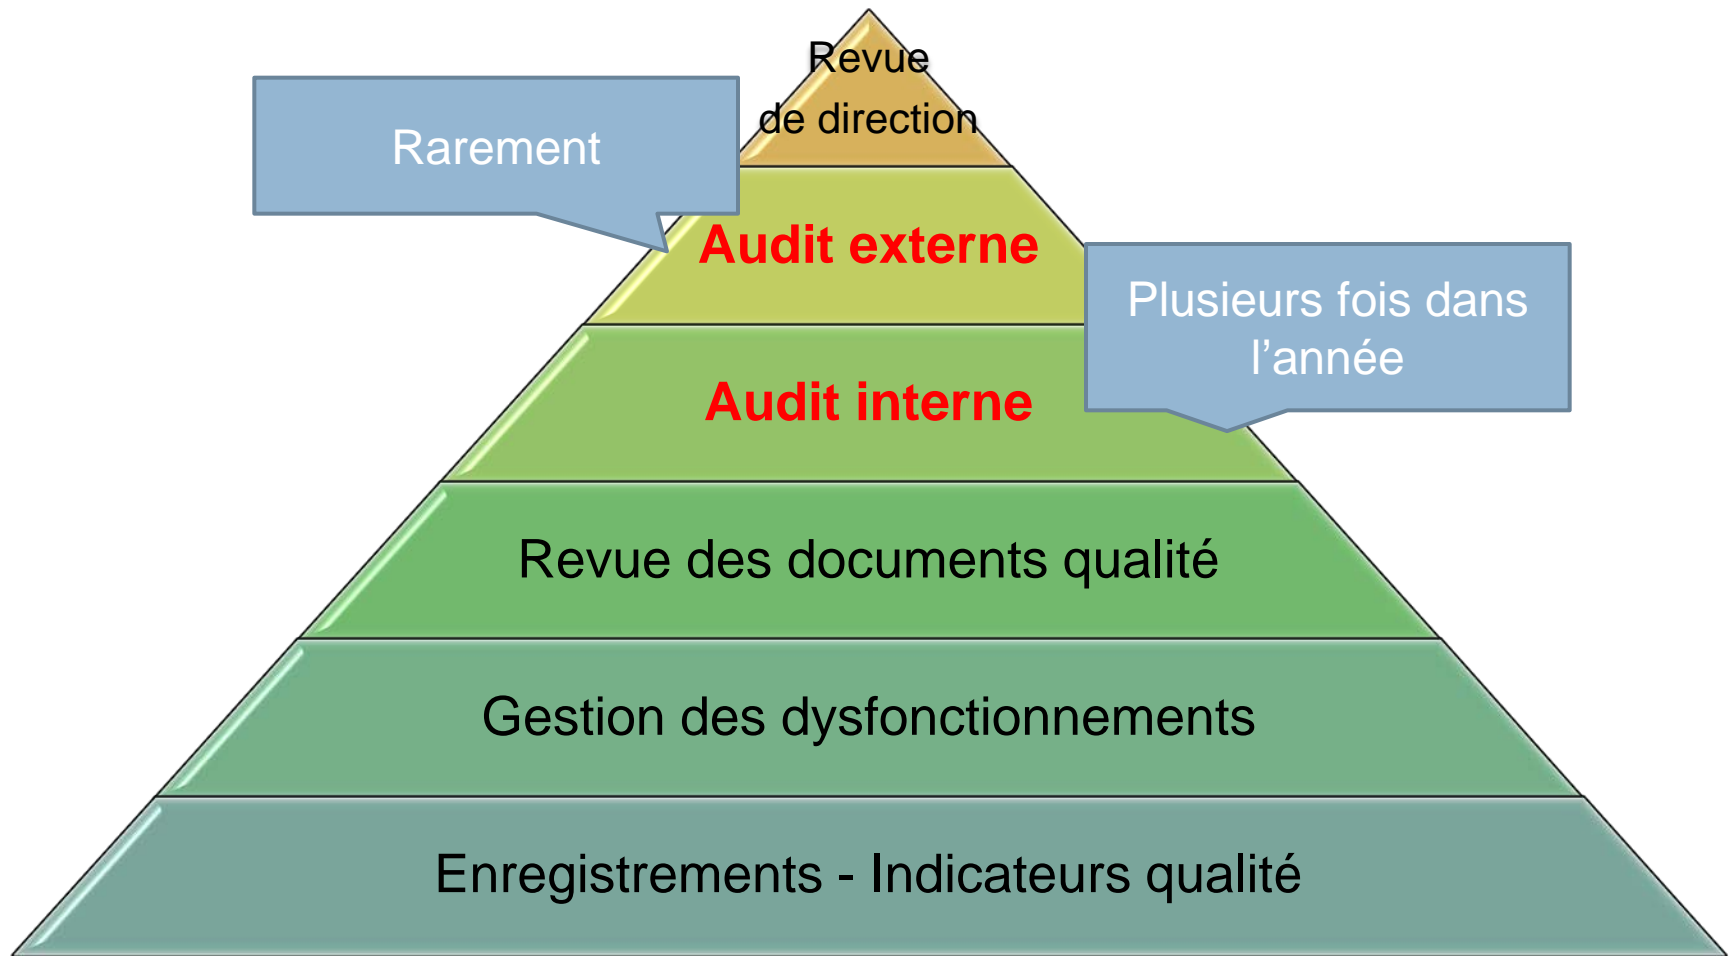 Revue
de direction
Rarement
Audit externe
Plusieurs fois dans
l’année
Audit interne
Revue des documents qualité
Gestion des dysfonctionnements
Enregistrements - Indicateurs qualité